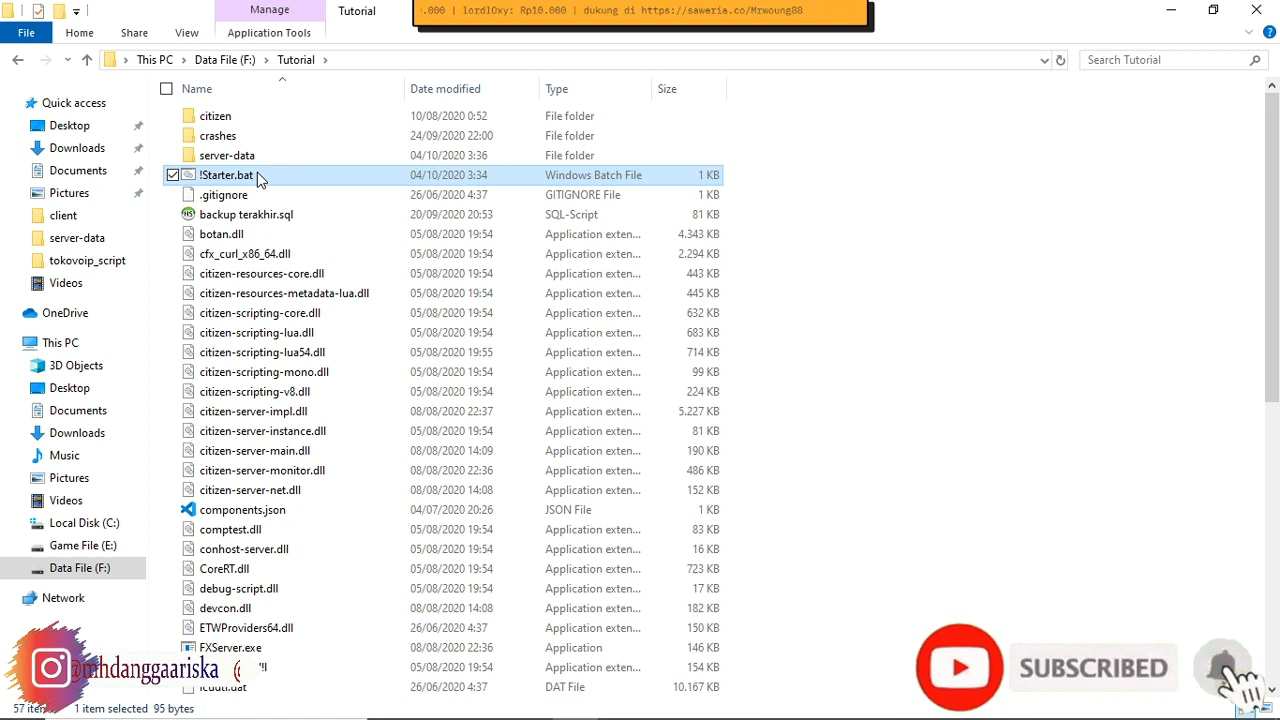 Manage
Tutorial
.000 | lordlOxy: Rp10.000 | dukung di https://saweria.co/Mrwoung88
File
Home
Share
View
Application Tools
This PC > Data File (F:) > Tutorial >
Search Tutorial
Name Date modified Type Size
Quick access
Desktop
Downloads
Documents
Pictures
client
server-data
tokovoip_script
Videos
OneDrive
This PC
3D Objects
Desktop
Documents
Downloads
Music
Pictures
Videos
Local Disk (C:)
Game File (E:)
Data File (F:)
Network
citizen 10/08/2020 0:52 File folder
crashes 24/09/2020 22:00 File folder
server-data 04/10/2020 3:36 File folder
!Starter.bat 04/10/2020 3:34 Windows Batch File 1 KB
.gitignore 26/06/2020 4:37 GITIGNORE File 1 KB
backup terakhir.sql 20/09/2020 20:53 SQL-Script 81 KB
botan.dll 05/08/2020 19:54 Application exten... 4.343 KB
cfx_curl_x86_64.dll 05/08/2020 19:54 Application exten... 2.294 KB
citizen-resources-core.dll 05/08/2020 19:54 Application exten... 443 KB
citizen-resources-metadata-lua.dll 05/08/2020 19:54 Application exten... 445 KB
citizen-scripting-core.dll 05/08/2020 19:54 Application exten... 632 KB
citizen-scripting-lua.dll 05/08/2020 19:54 Application exten... 683 KB
citizen-scripting-lua54.dll 05/08/2020 19:55 Application exten... 714 KB
citizen-scripting-mono.dll 05/08/2020 19:54 Application exten... 99 KB
citizen-scripting-v8.dll 05/08/2020 19:54 Application exten... 224 KB
citizen-server-impl.dll 08/08/2020 22:37 Application exten... 5.227 KB
citizen-server-instance.dll 05/08/2020 19:54 Application exten... 81 KB
citizen-server-main.dll 08/08/2020 14:09 Application exten... 190 KB
citizen-server-monitor.dll 08/08/2020 22:36 Application exten... 486 KB
citizen-server-net.dll 08/08/2020 14:08 Application exten... 152 KB
components.json 04/07/2020 20:26 JSON File 1 KB
comptest.dll 05/08/2020 19:54 Application exten... 83 KB
conhost-server.dll 05/08/2020 19:54 Application exten... 16 KB
CoreRT.dll 05/08/2020 19:54 Application exten... 723 KB
debug-script.dll 05/08/2020 19:54 Application exten... 17 KB
devcon.dll 08/08/2020 14:08 Application exten... 182 KB
ETWProviders64.dll 26/06/2020 4:37 Application exten... 150 KB
FXServer.exe 08/08/2020 22:36 Application 146 KB
05/08/2020 19:54 Application exten... 154 KB
26/06/2020 4:37 DAT File 10.167 KB
@mhdanggaariska
SUBSCRIBED
1 item selected 95 bytes